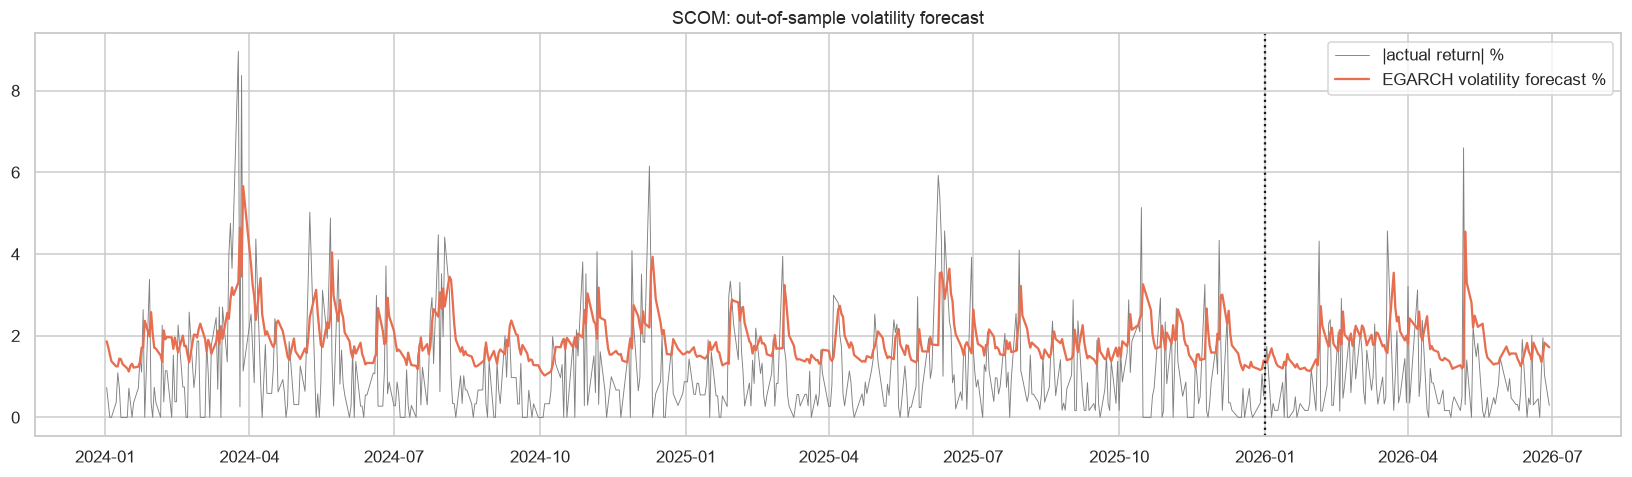 SCOM: out-of-sample volatility forecast
|actual return| %
EGARCH volatility forecast %
8
6
4
2
0
2024-01 2024-04 2024-07 2024-10 2025-01 2025-04 2025-07 2025-10 2026-01 2026-04 2026-07